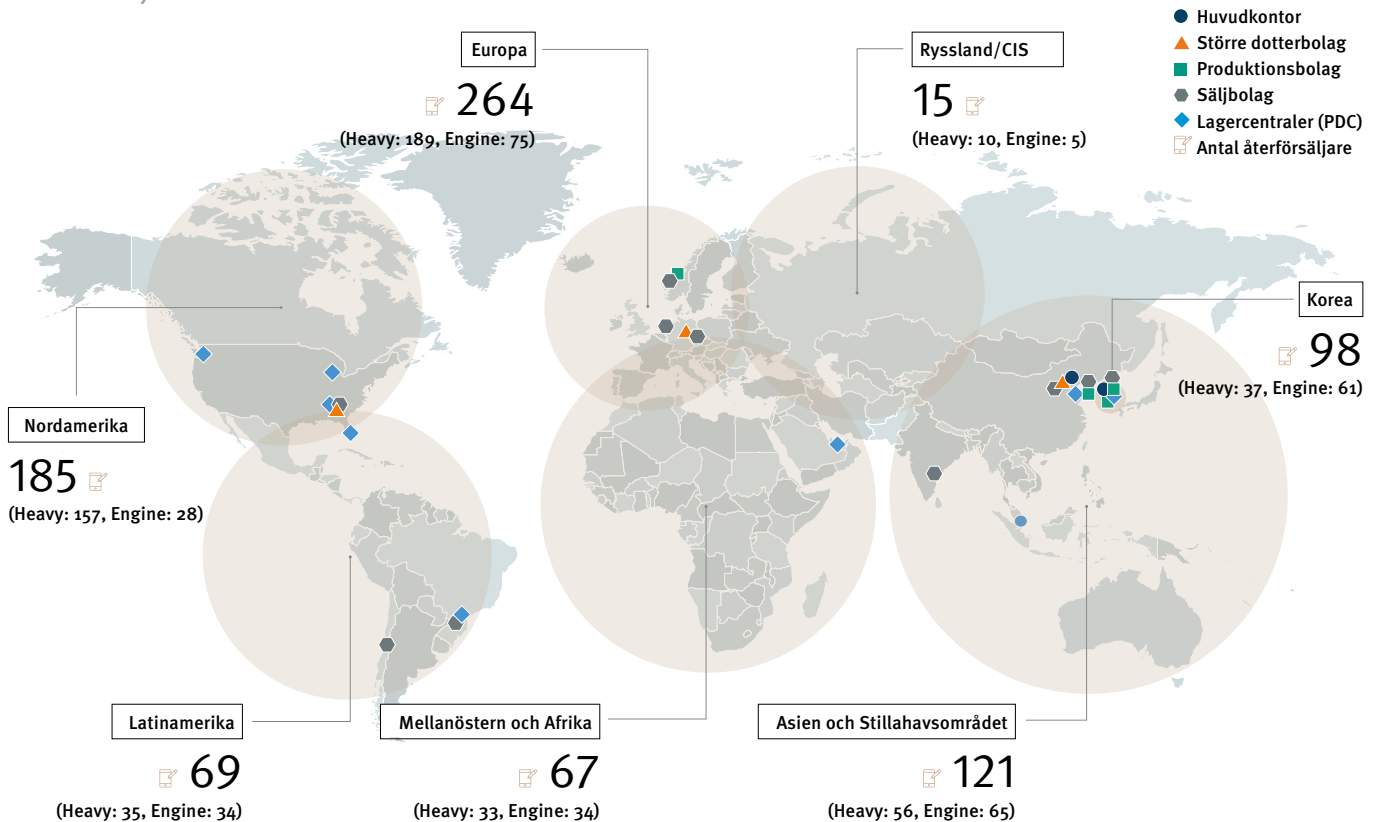 Huvudkontor
Större dotterbolag
Produktionsbolag
Säljbolag
Lagercentraler (PDC)
Antal återförsäljare
Europa
264
(Heavy: 189, Engine: 75)
Ryssland/CIS
15
(Heavy: 10, Engine: 5)
Korea
98
(Heavy: 37, Engine: 61)
Nordamerika
185
(Heavy: 157, Engine: 28)
Latinamerika
69
(Heavy: 35, Engine: 34)
Mellanöstern och Afrika
67
(Heavy: 33, Engine: 34)
Asien och Stillahavsområdet
121
(Heavy: 56, Engine: 65)